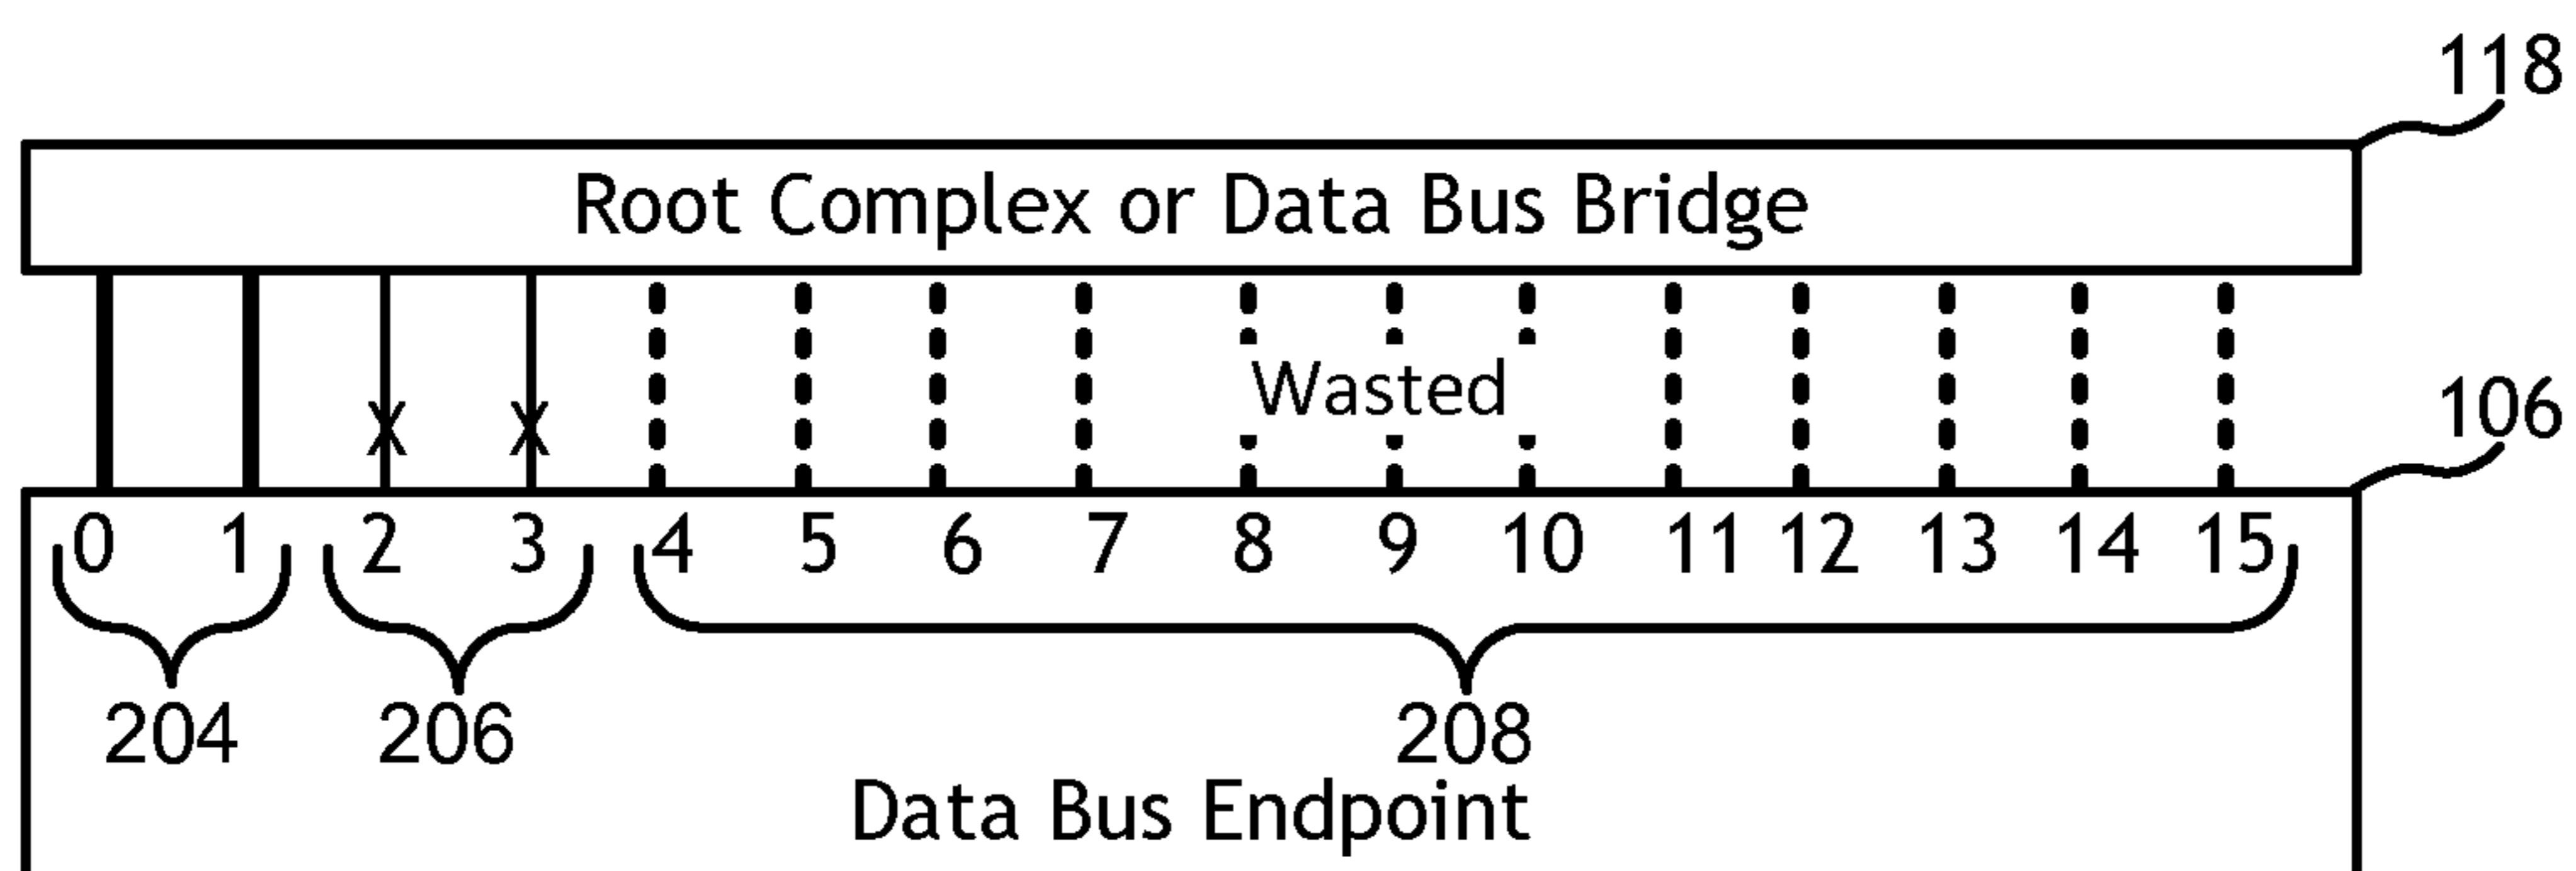 118
Root Complex or Data Bus Bridge
Wasted
106
X X
0 1 2 3 4 5 6 7 8 9 10 11 12 13 14 15
204 206 208
Data Bus Endpoint